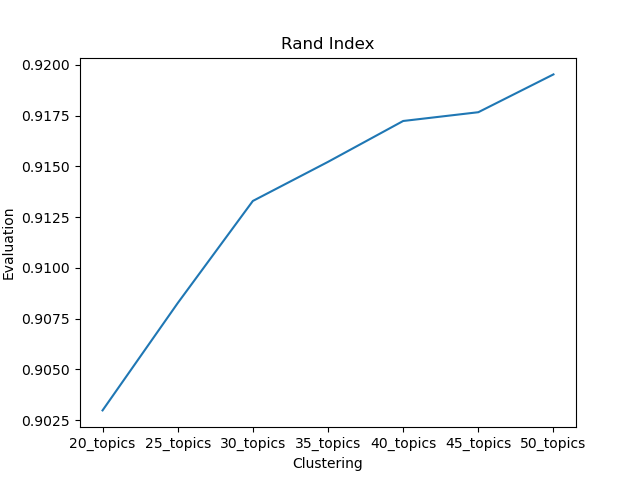 Rand Index
0.9200
0.9175
0.9150
0.9125
0.9100
0.9075
0.9050
0.9025
Evaluation
20_topics 25_topics 30_topics 35_topics 40_topics 45_topics 50_topics
Clustering